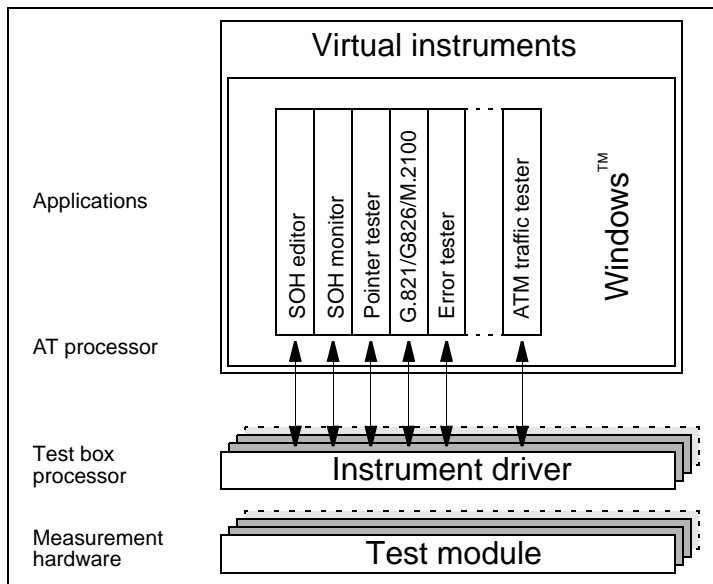 Virtual instruments
Applications
SOH editor
SOH monitor
Pointer tester
G.821/G826/M.2100
Error tester
ATM traffic tester
Windows™
AT processor
Test box
processor
Instrument driver
Measurement
hardware
Test module